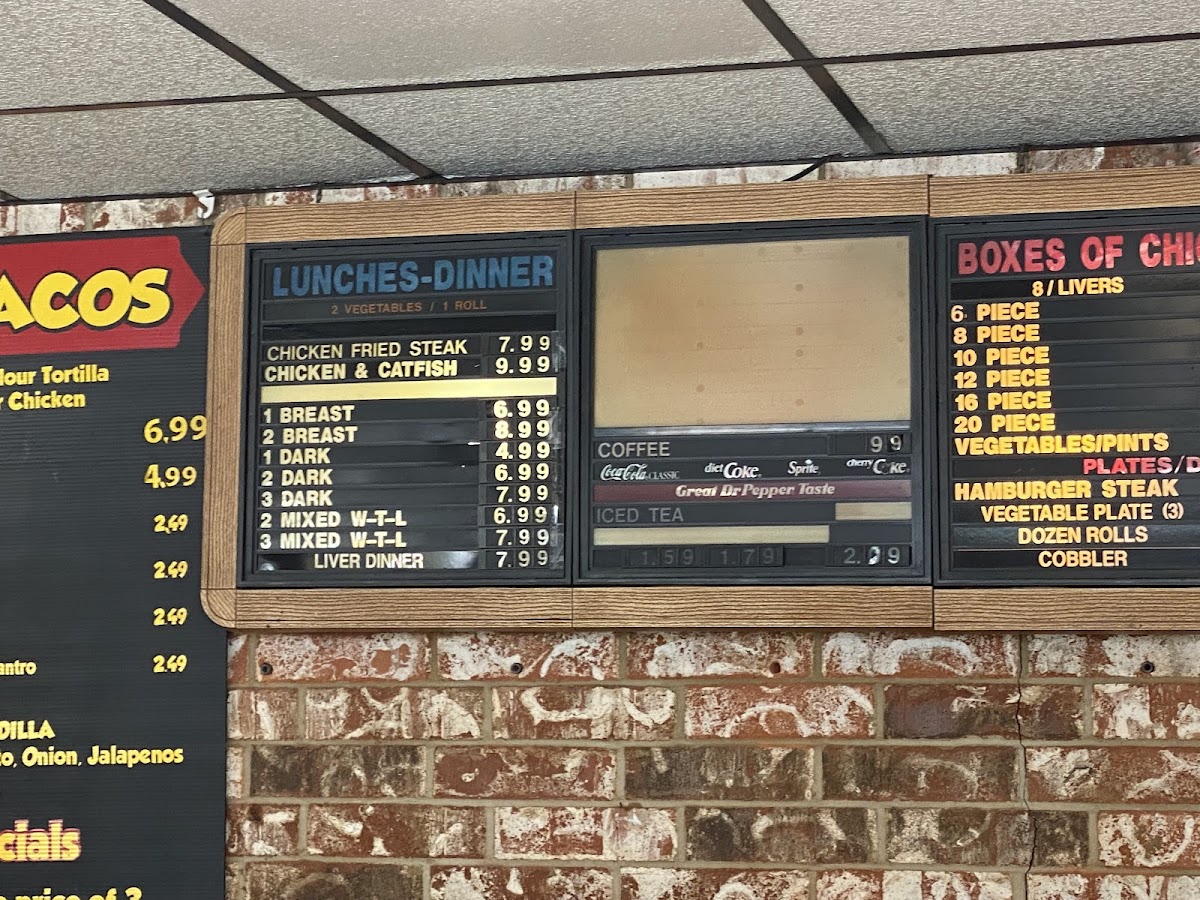 ACOS
lour Tortilla
r Chicken
6.99
4.99
2.49
2.49
2.49
antro 2.49
DILLA
to, Onion, Jalapenos
cials
price of 3
LUNCHES-DINNER
2 VEGETABLES / 1 ROLL
CHICKEN FRIED STEAK 7.99
CHICKEN & CATFISH 9.99
1 BREAST 6.99
2 BREAST 8.99
1 DARK 4.99
2 DARK 6.99
3 DARK 7.99
2 MIXED W-T-L 6.99
3 MIXED W-T-L 7.99
LIVER DINNER 7.99
COFFEE 99
Coca-Cola CLASSIC diet Coke Sprite cherry Coke
Great Dr Pepper Taste
ICED TEA
1.59 1.79 2.09
BOXES OF CHIC
8 / LIVERS
6 PIECE
8 PIECE
10 PIECE
12 PIECE
16 PIECE
20 PIECE
VEGETABLES/PINTS
PLATES/D
HAMBURGER STEAK
VEGETABLE PLATE (3)
DOZEN ROLLS
COBBLER